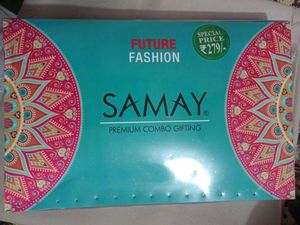 FUTURE
FASHION
SPECIAL
PRICE
₹279/-
SAMAY®
PREMIUM COMBO GIFTING